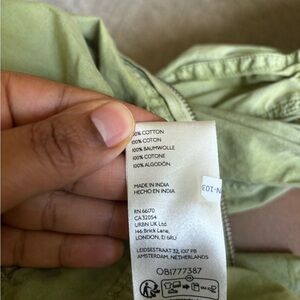 100% COTTON
100% COTON
100% BAUMWOLLE
100% COTONE
100% ALGODÓN
MADE IN INDIA
HECHO EN INDIA
RN 66170
CA 32054
URBN UK Ltd
146 Brick Lane,
LONDON, E1 6RU
LEIDSESTRAAT 32, 1017 PB
AMSTERDAM, NETHERLANDS
OB1777387